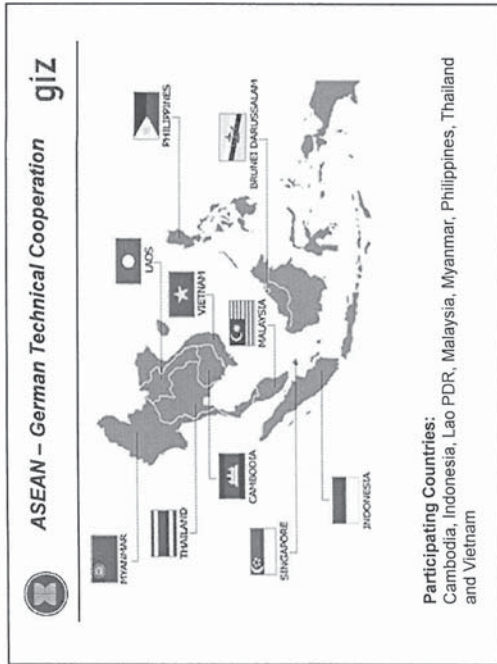 ASEAN – German Technical Cooperation
giz
MYANMAR
THAILAND
LAOS
VIETNAM
PHILIPPINES
CAMBODIA
MALAYSIA
BRUNEI DARUSSALAM
SINGAPORE
INDONESIA
Participating Countries:
Cambodia, Indonesia, Lao PDR, Malaysia, Myanmar, Philippines, Thailand
and Vietnam